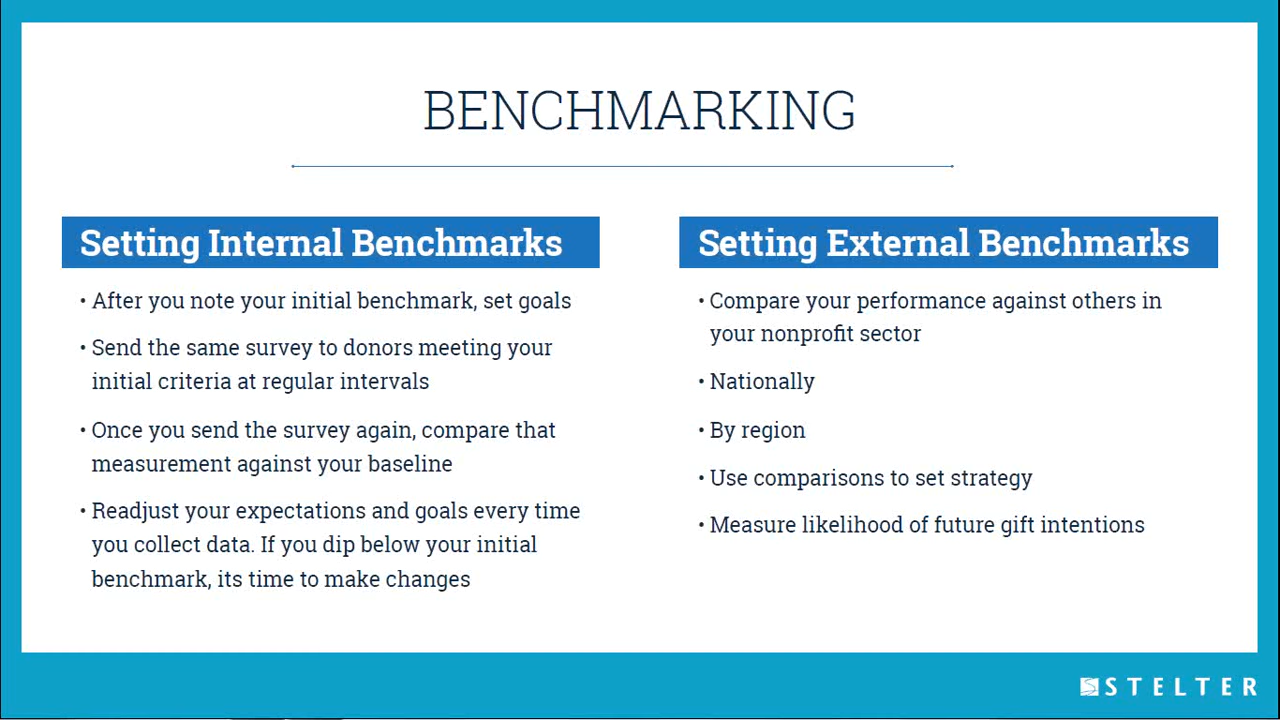 BENCHMARKING
Setting Internal Benchmarks
• After you note your initial benchmark, set goals
• Send the same survey to donors meeting your
initial criteria at regular intervals
• Once you send the survey again, compare that
measurement against your baseline
• Readjust your expectations and goals every time
you collect data. If you dip below your initial
benchmark, its time to make changes
Setting External Benchmarks
• Compare your performance against others in
your nonprofit sector
• Nationally
• By region
• Use comparisons to set strategy
• Measure likelihood of future gift intentions
STELTER